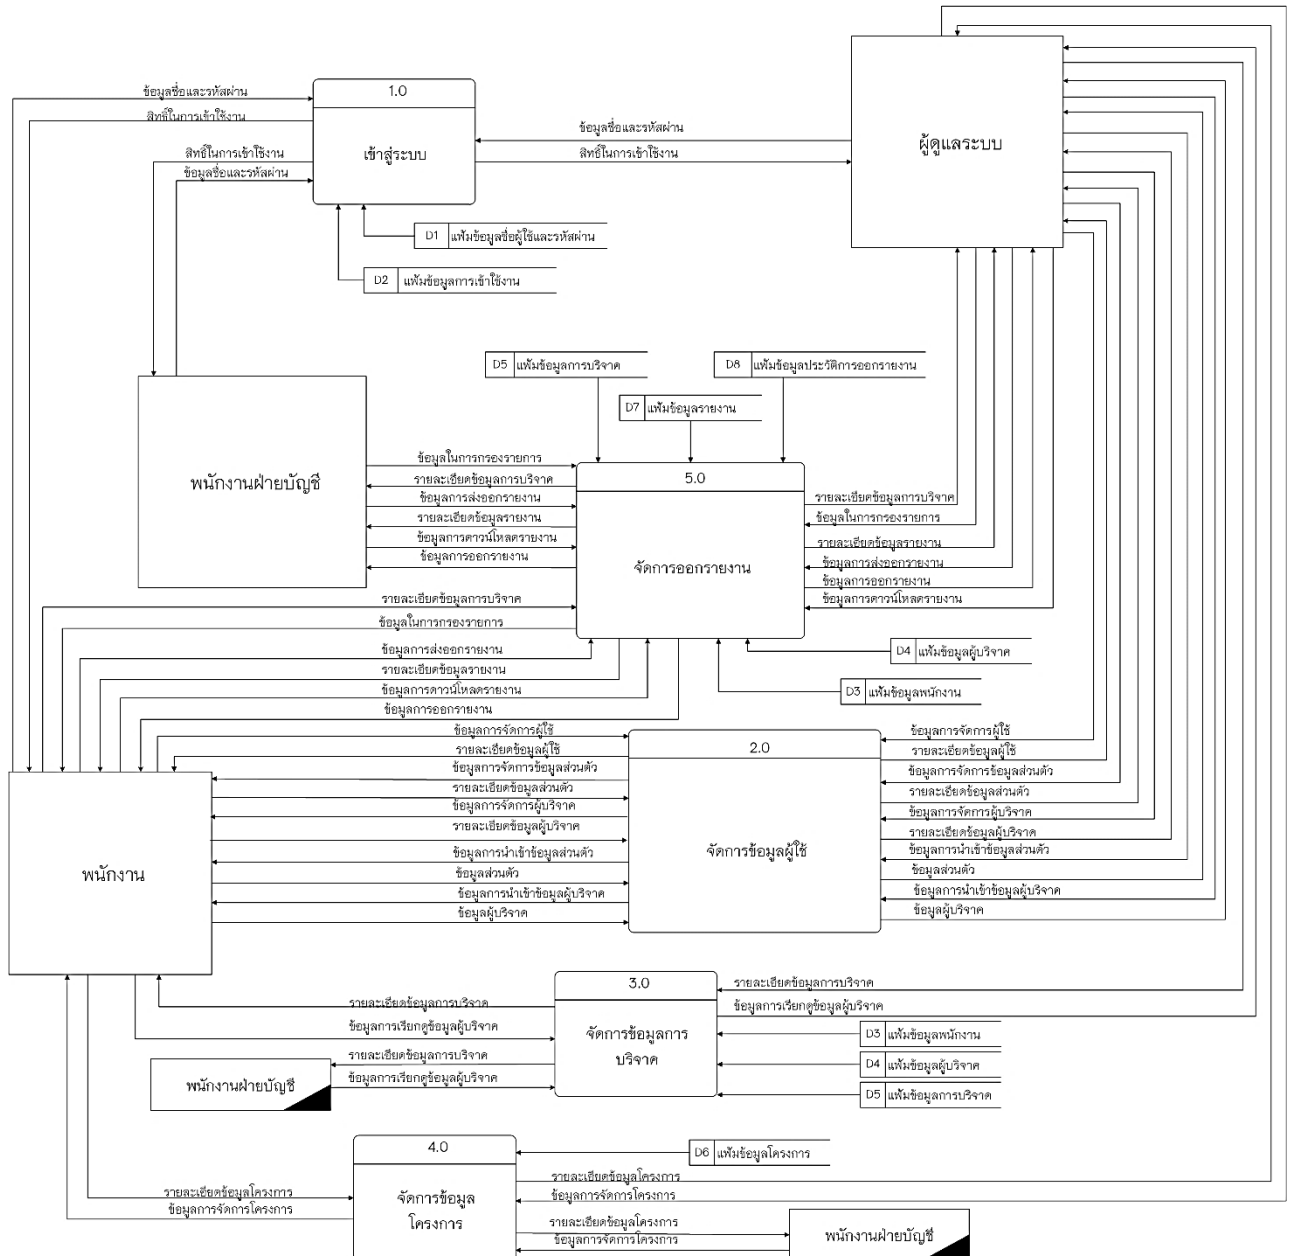 ข้อมูลชื่อและรหัสผ่าน
สิทธิ์ในการเข้าใช้งาน
สิทธิ์ในการเข้าใช้งาน
ข้อมูลชื่อและรหัสผ่าน
1.0
เข้าสู่ระบบ
ข้อมูลชื่อและรหัสผ่าน
สิทธิ์ในการเข้าใช้งาน
ผู้ดูแลระบบ
D1 แฟ้มข้อมูลชื่อผู้ใช้และรหัสผ่าน
D2 แฟ้มข้อมูลการเข้าใช้งาน
D5 แฟ้มข้อมูลการบริจาค
D8 แฟ้มข้อมูลประวัติการออกรายงาน
D7 แฟ้มข้อมูลรายงาน
พนักงานฝ่ายบัญชี
ข้อมูลในการกรองรายการ
รายละเอียดข้อมูลการบริจาค
ข้อมูลการส่งออกรายงาน
รายละเอียดข้อมูลรายงาน
ข้อมูลการดาวน์โหลดรายงาน
ข้อมูลการออกรายงาน
5.0
จัดการออกรายงาน
รายละเอียดข้อมูลการบริจาค
ข้อมูลในการกรองรายการ
รายละเอียดข้อมูลรายงาน
ข้อมูลการส่งออกรายงาน
ข้อมูลการออกรายงาน
ข้อมูลการดาวน์โหลดรายงาน
รายละเอียดข้อมูลการบริจาค
ข้อมูลในการกรองรายการ
ข้อมูลการส่งออกรายงาน
รายละเอียดข้อมูลรายงาน
ข้อมูลการดาวน์โหลดรายงาน
ข้อมูลการออกรายงาน
D4 แฟ้มข้อมูลผู้บริจาค
D3 แฟ้มข้อมูลพนักงาน
ข้อมูลการจัดการผู้ใช้
รายละเอียดข้อมูลผู้ใช้
ข้อมูลการจัดการข้อมูลส่วนตัว
รายละเอียดข้อมูลส่วนตัว
ข้อมูลการจัดการผู้บริจาค
รายละเอียดข้อมูลผู้บริจาค
ข้อมูลการนำเข้าข้อมูลส่วนตัว
ข้อมูลส่วนตัว
ข้อมูลการนำเข้าข้อมูลผู้บริจาค
ข้อมูลผู้บริจาค
2.0
จัดการข้อมูลผู้ใช้
ข้อมูลการจัดการผู้ใช้
รายละเอียดข้อมูลผู้ใช้
ข้อมูลการจัดการข้อมูลส่วนตัว
รายละเอียดข้อมูลส่วนตัว
ข้อมูลการจัดการผู้บริจาค
รายละเอียดข้อมูลผู้บริจาค
ข้อมูลการนำเข้าข้อมูลส่วนตัว
ข้อมูลส่วนตัว
ข้อมูลการนำเข้าข้อมูลผู้บริจาค
ข้อมูลผู้บริจาค
พนักงาน
รายละเอียดข้อมูลการบริจาค
ข้อมูลการเรียกดูข้อมูลผู้บริจาค
รายละเอียดข้อมูลการบริจาค
ข้อมูลการเรียกดูข้อมูลผู้บริจาค
พนักงานฝ่ายบัญชี
3.0
จัดการข้อมูลการ
บริจาค
รายละเอียดข้อมูลการบริจาค
ข้อมูลการเรียกดูข้อมูลผู้บริจาค
D3 แฟ้มข้อมูลพนักงาน
D4 แฟ้มข้อมูลผู้บริจาค
D5 แฟ้มข้อมูลการบริจาค
4.0
จัดการข้อมูล
โครงการ
D6 แฟ้มข้อมูลโครงการ
รายละเอียดข้อมูลโครงการ
ข้อมูลการจัดการโครงการ
รายละเอียดข้อมูลโครงการ
ข้อมูลการจัดการโครงการ
รายละเอียดข้อมูลโครงการ
ข้อมูลการจัดการโครงการ
พนักงานฝ่ายบัญชี